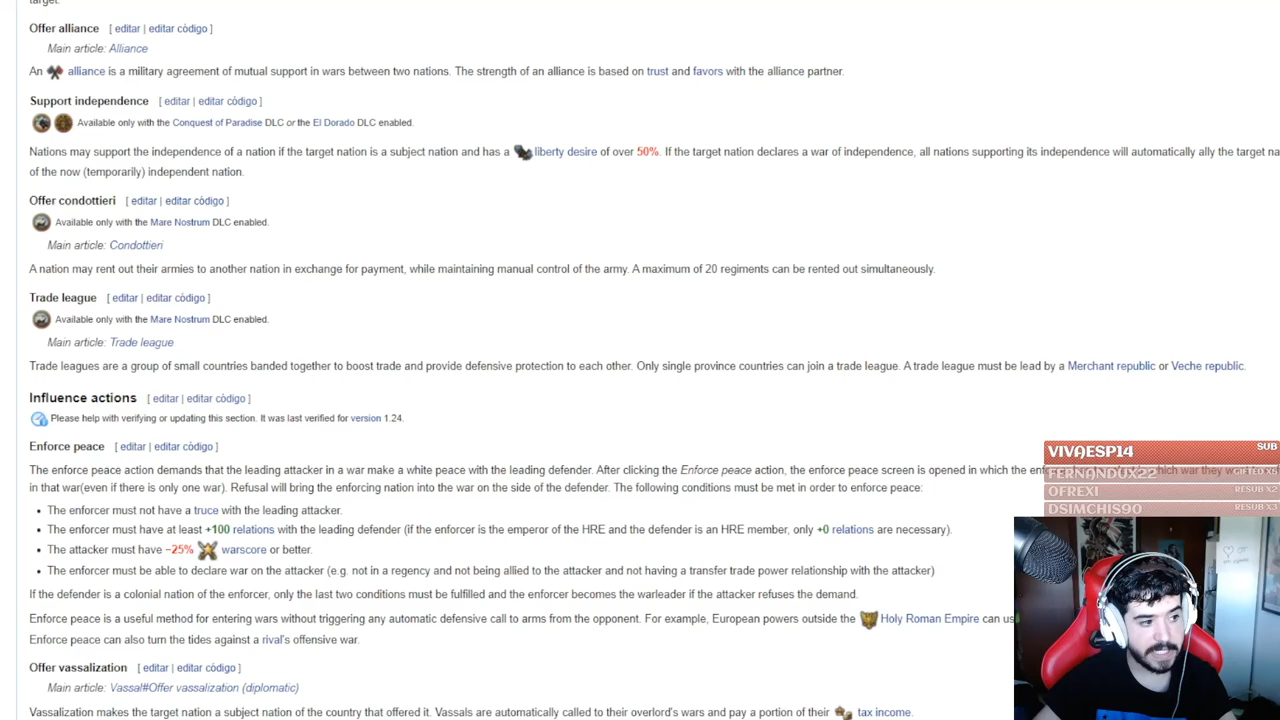 target.
Offer alliance [ editar | editar código ]
Main article: Alliance
An alliance is a military agreement of mutual support in wars between two nations. The strength of an alliance is based on trust and favors with the alliance partner.
Support independence [ editar | editar código ]
Available only with the Conquest of Paradise DLC or the El Dorado DLC enabled.
Nations may support the independence of a nation if the target nation is a subject nation and has a liberty desire of over 50%. If the target nation declares a war of independence, all nations supporting its independence will automatically ally the target na
of the now (temporarily) independent nation.
Offer condottieri [ editar | editar código ]
Available only with the Mare Nostrum DLC enabled.
Main article: Condottieri
A nation may rent out their armies to another nation in exchange for payment, while maintaining manual control of the army. A maximum of 20 regiments can be rented out simultaneously.
Trade league [ editar | editar código ]
Available only with the Mare Nostrum DLC enabled.
Main article: Trade league
Trade leagues are a group of small countries banded together to boost trade and provide defensive protection to each other. Only single province countries can join a trade league. A trade league must be lead by a Merchant republic or Veche republic.
Influence actions [ editar | editar código ]
Please help with verifying or updating this section. It was last verified for version 1.24.
Enforce peace [ editar | editar código ]
The enforce peace action demands that the leading attacker in a war make a white peace with the leading defender. After clicking the Enforce peace action, the enforce peace screen is opened in which the enf which war they w
in that war(even if there is only one war). Refusal will bring the enforcing nation into the war on the side of the defender. The following conditions must be met in order to enforce peace:
• The enforcer must not have a truce with the leading attacker.
• The enforcer must have at least +100 relations with the leading defender (if the enforcer is the emperor of the HRE and the defender is an HRE member, only +0 relations are necessary).
• The attacker must have −25% warscore or better.
• The enforcer must be able to declare war on the attacker (e.g. not in a regency and not being allied to the attacker and not having a transfer trade power relationship with the attacker)
If the defender is a colonial nation of the enforcer, only the last two conditions must be fulfilled and the enforcer becomes the warleader if the attacker refuses the demand.
Enforce peace is a useful method for entering wars without triggering any automatic defensive call to arms from the opponent. For example, European powers outside the Holy Roman Empire can us
Enforce peace can also turn the tides against a rival's offensive war.
Offer vassalization [ editar | editar código ]
Main article: Vassal#Offer vassalization (diplomatic)
Vassalization makes the target nation a subject nation of the country that offered it. Vassals are automatically called to their overlord's wars and pay a portion of their tax income.
VIVAESP14 SUB
FERNANDUX22 GIFTED X5
OFREXI RESUB X2
DSIMCHIS90 RESUB X3